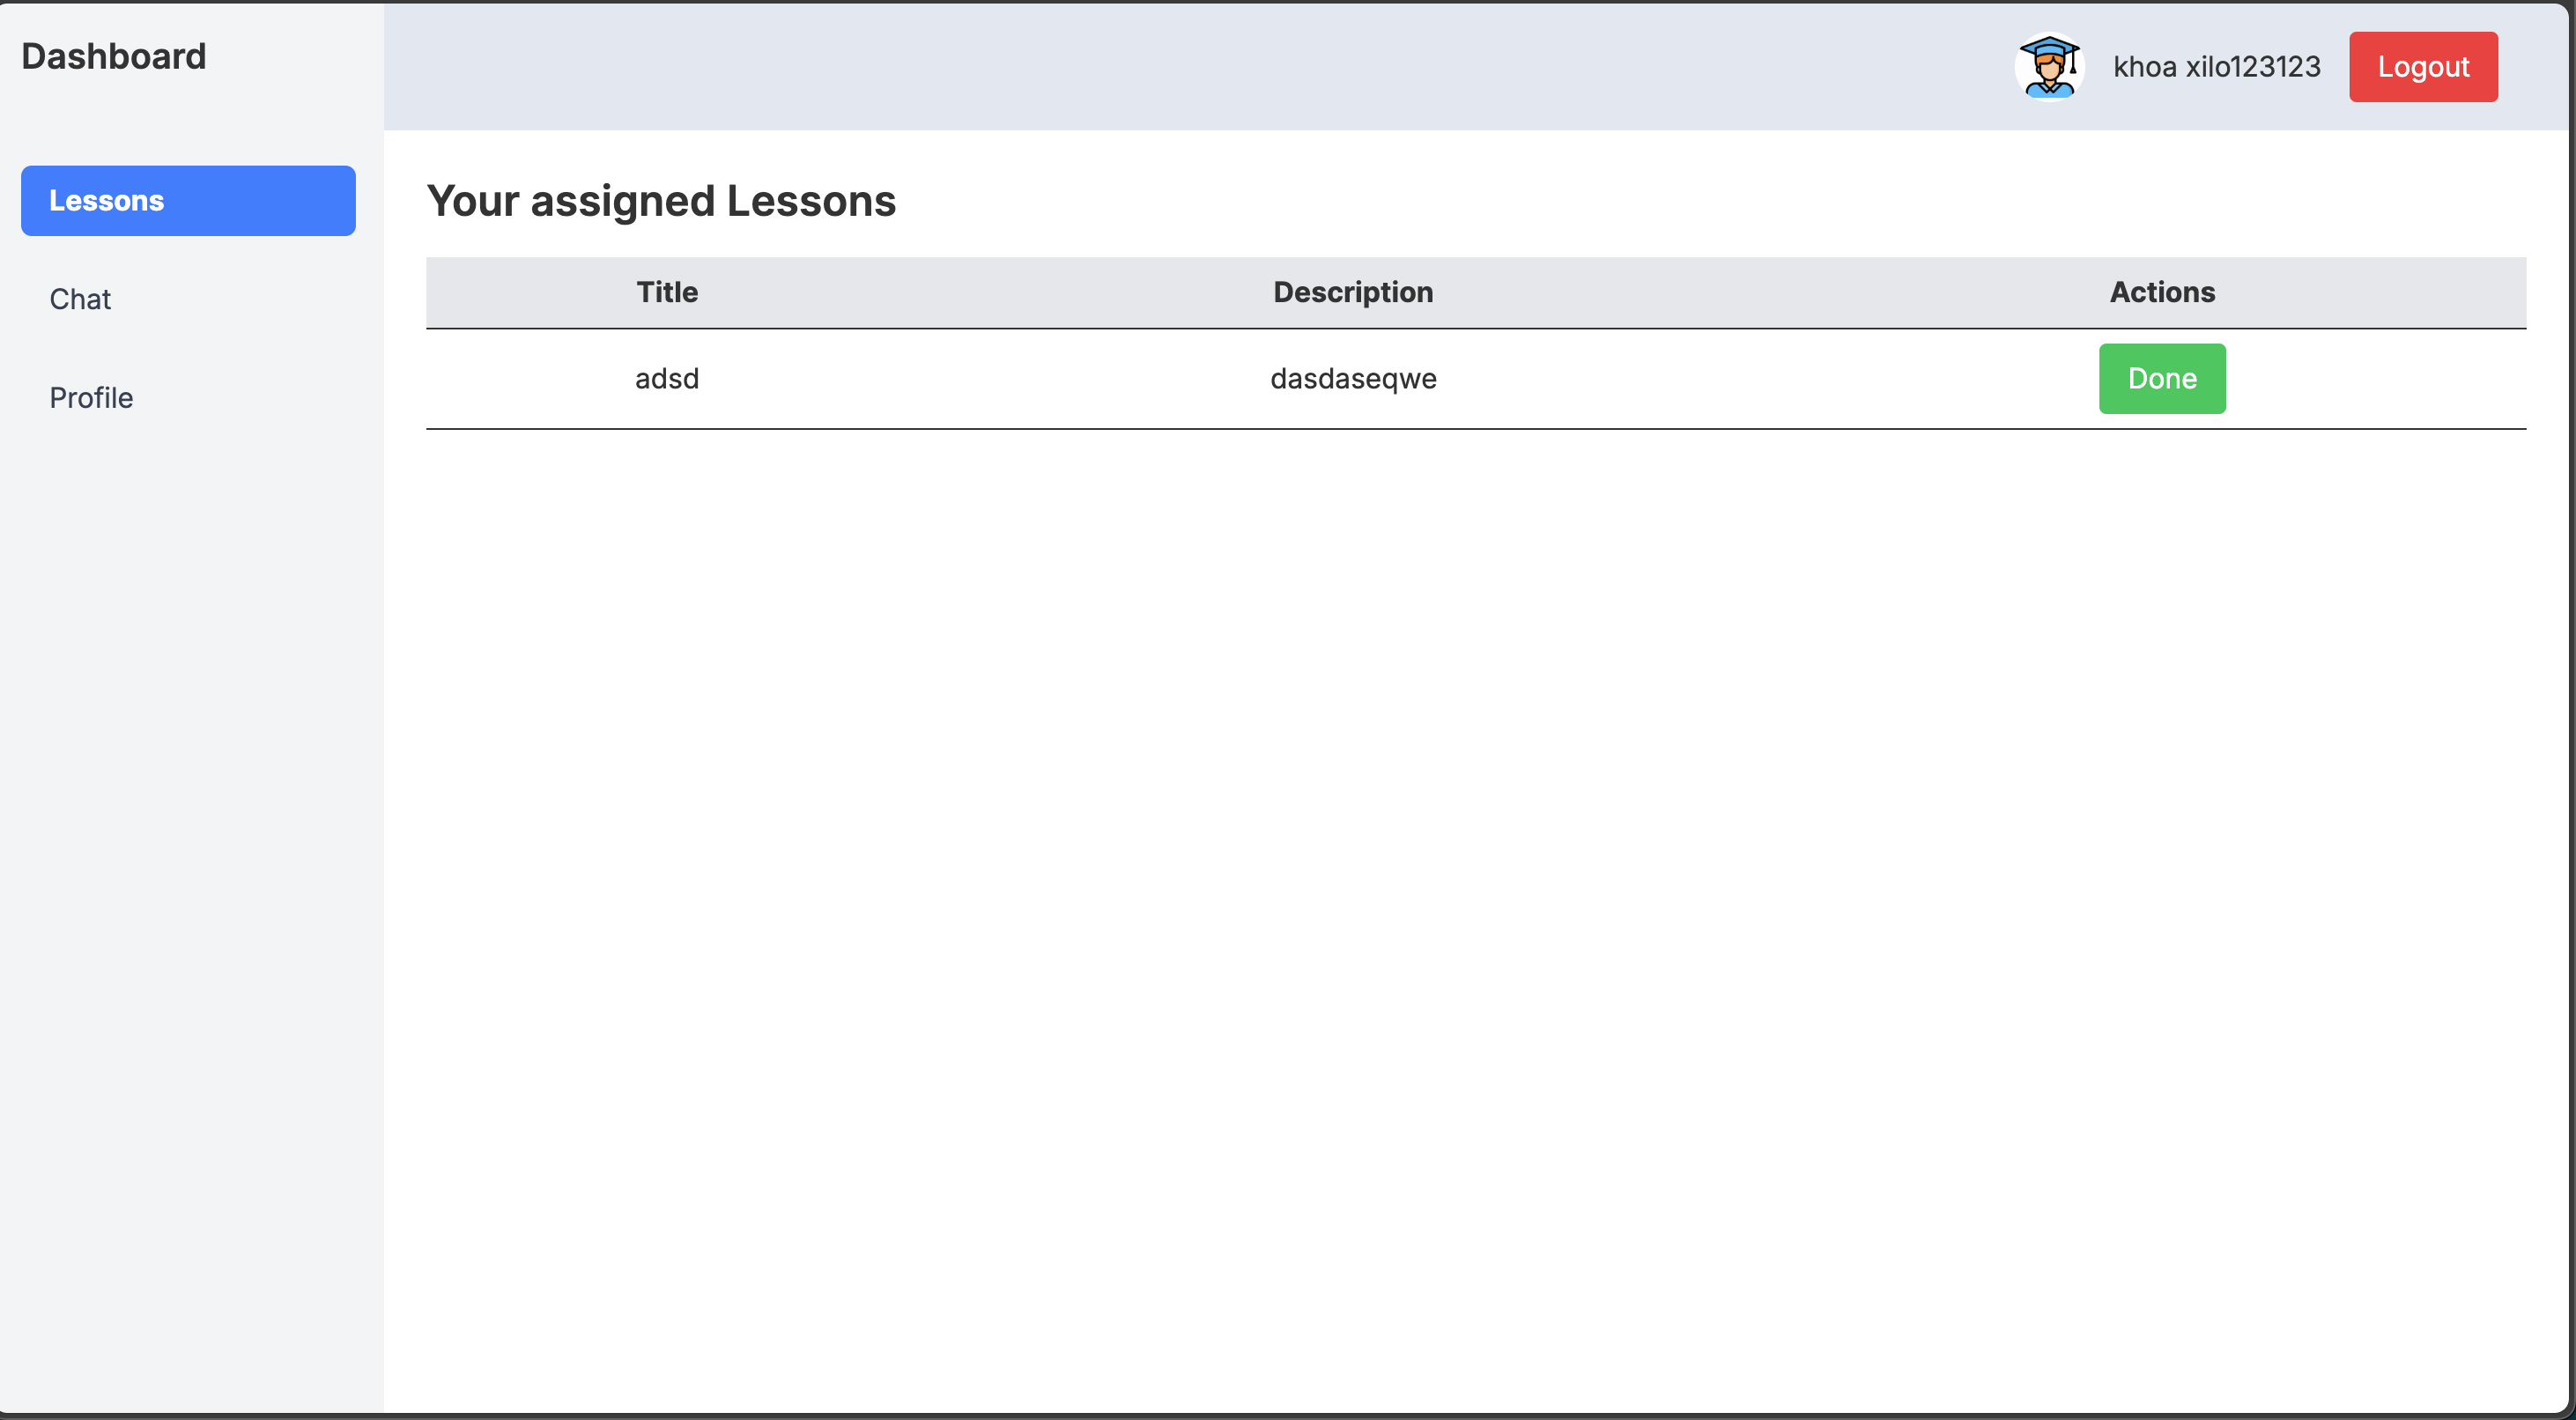 Dashboard
khoa xilo123123
Logout
Lessons
Chat
Profile
Your assigned Lessons
Title Description Actions
adsd dasdaseqwe Done